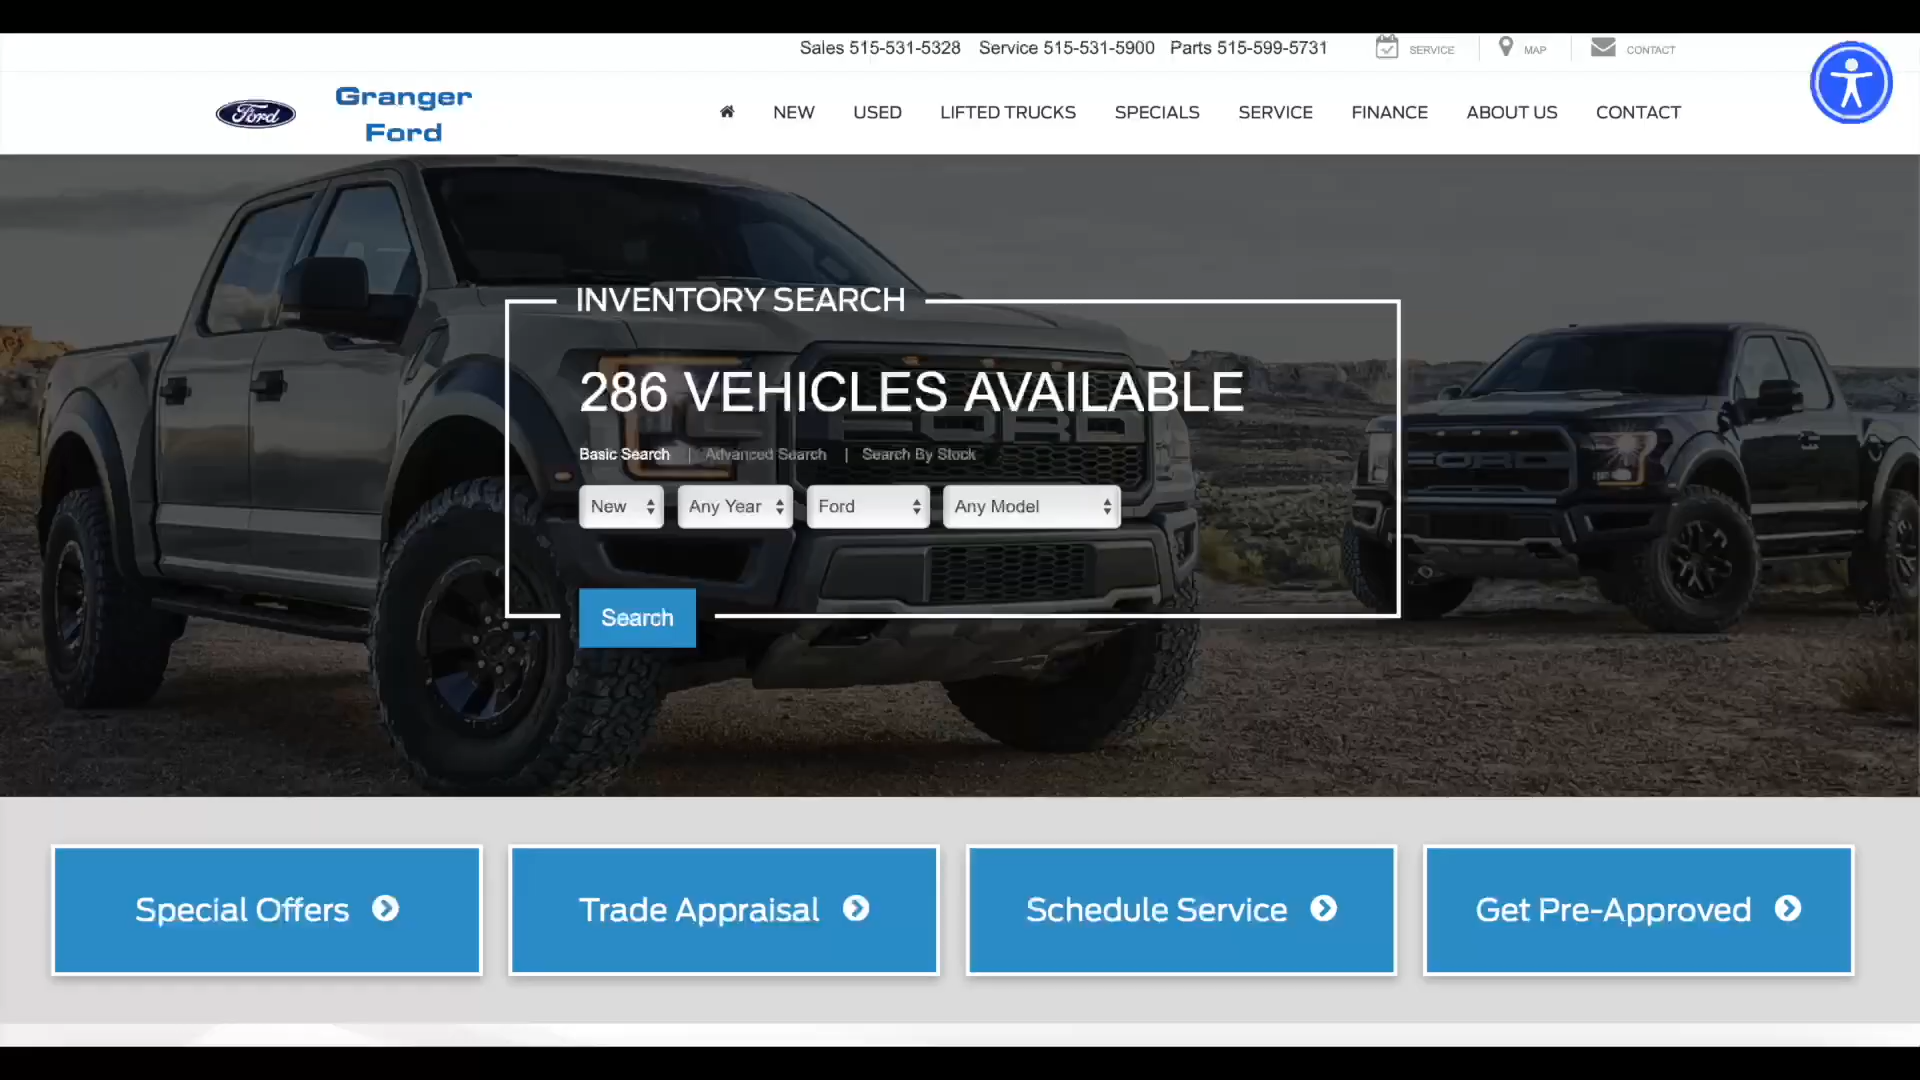 Sales 515-531-5328 Service 515-531-5900 Parts 515-599-5731 SERVICE MAP CONTACT
Ford
Granger
Ford
NEW USED LIFTED TRUCKS SPECIALS SERVICE FINANCE ABOUT US CONTACT
INVENTORY SEARCH
286 VEHICLES AVAILABLE
FORD
FORD
Basic Search | Advanced Search | Search By Stock
New Any Year Ford Any Model
Search
Special Offers Trade Appraisal Schedule Service Get Pre-Approved